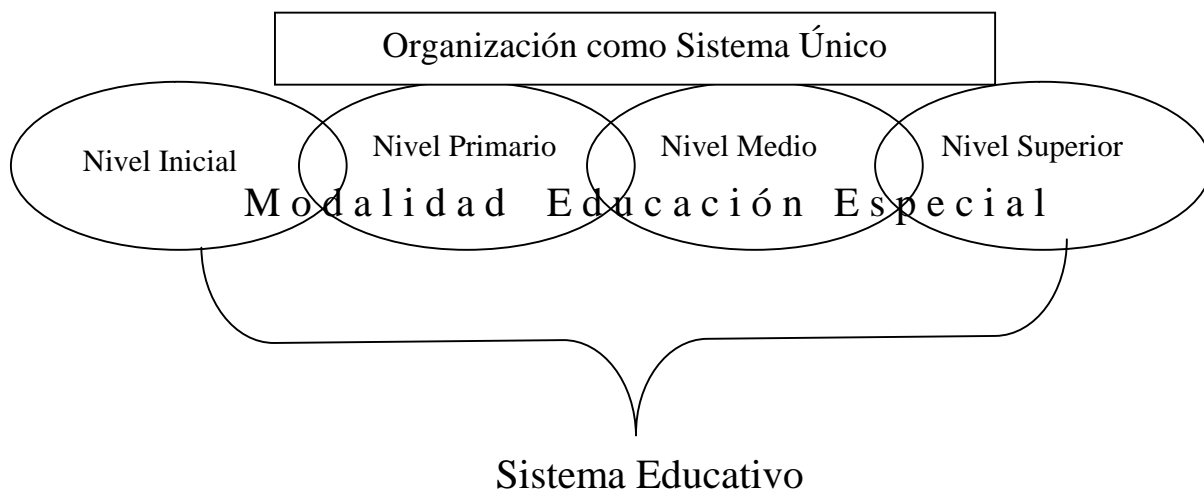 Organización como Sistema Único
Nivel Inicial
Nivel Primario
Nivel Medio
Nivel Superior
Modalidad Educación Especial
Sistema Educativo